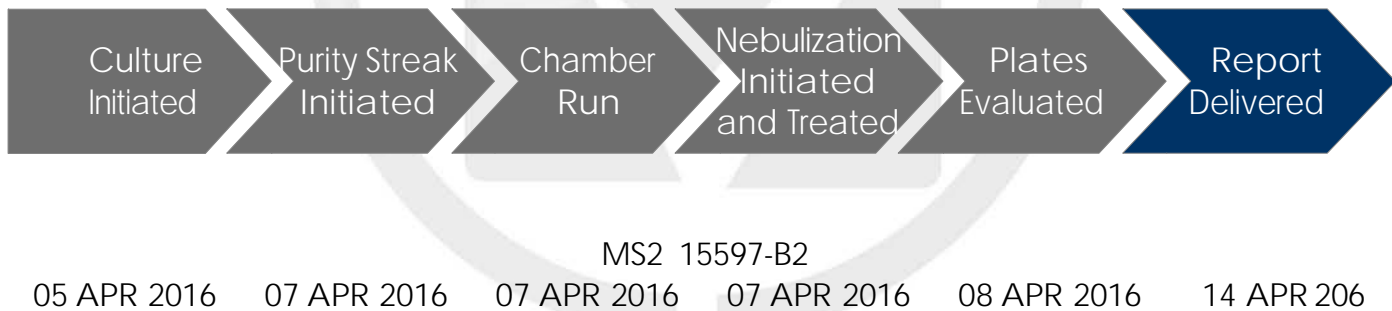 Culture
Initiated
Purity Streak
Initiated
Chamber
Run
Nebulization
Initiated
and Treated
Plates
Evaluated
Report
Delivered
MS2 15597-B2
05 APR 2016 07 APR 2016 07 APR 2016 07 APR 2016 08 APR 2016 14 APR 206